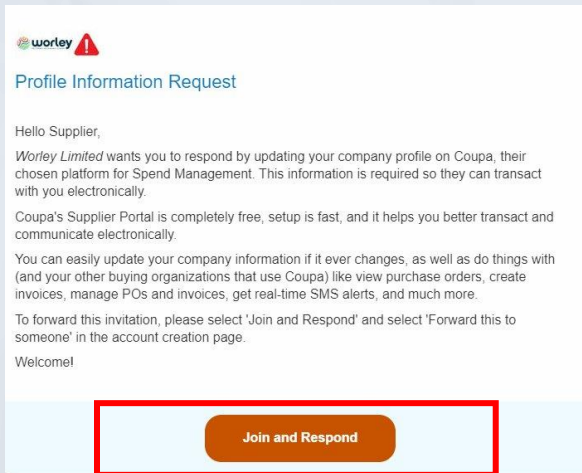 worley
Profile Information Request
Hello Supplier,
Worley Limited wants you to respond by updating your company profile on Coupa, their
chosen platform for Spend Management. This information is required so they can transact
with you electronically.
Coupa's Supplier Portal is completely free, setup is fast, and it helps you better transact and
communicate electronically.
You can easily update your company information if it ever changes, as well as do things with
(and your other buying organizations that use Coupa) like view purchase orders, create
invoices, manage POs and invoices, get real-time SMS alerts, and much more.
To forward this invitation, please select 'Join and Respond' and select 'Forward this to
someone' in the account creation page.
Welcome!
Join and Respond